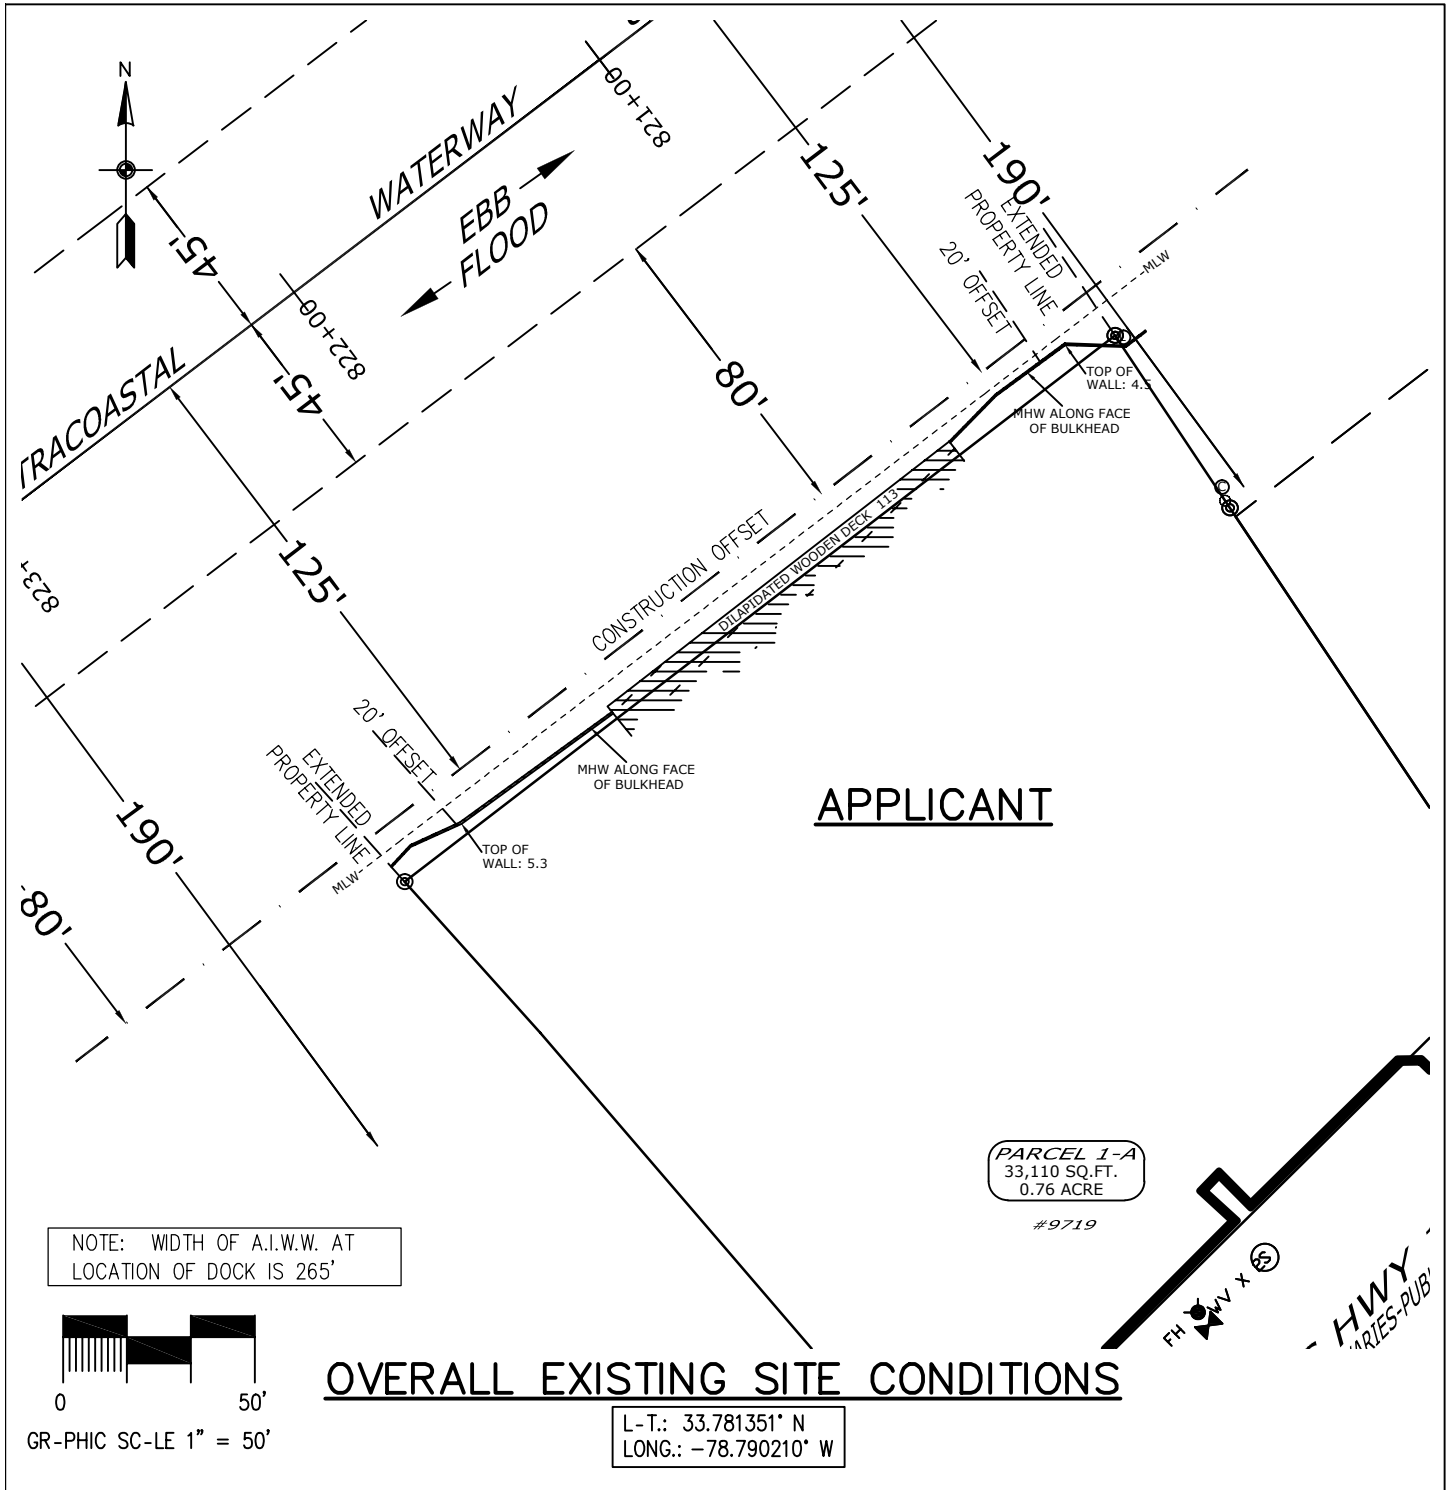 N
WATERWAY
821+00
EBB
FLOOD
125'
190'
EXTENDED
PROPERTY LINE
20' OFFSET
MLW
45'
822+00
45'
TRACOASTAL
80'
TOP OF
WALL: 4.5
MHW ALONG FACE
OF BULKHEAD
823+
125'
CONSTRUCTION OFFSET
DILAPIDATED WOODEN DECK 113
20' OFFSET
EXTENDED
PROPERTY LINE
MHW ALONG FACE
OF BULKHEAD
APPLICANT
190'
TOP OF
WALL: 5.3
MLW
80'
PARCEL 1-A
33,110 SQ.FT.
0.76 ACRE
#9719
NOTE: WIDTH OF A.I.W.W. AT
LOCATION OF DOCK IS 265'
FH WV X
HWY
ARIES-PUB
0 50'
GR-PHIC SC-LE 1" = 50'
OVERALL EXISTING SITE CONDITIONS
L-T.: 33.781351° N
LONG.: -78.790210° W